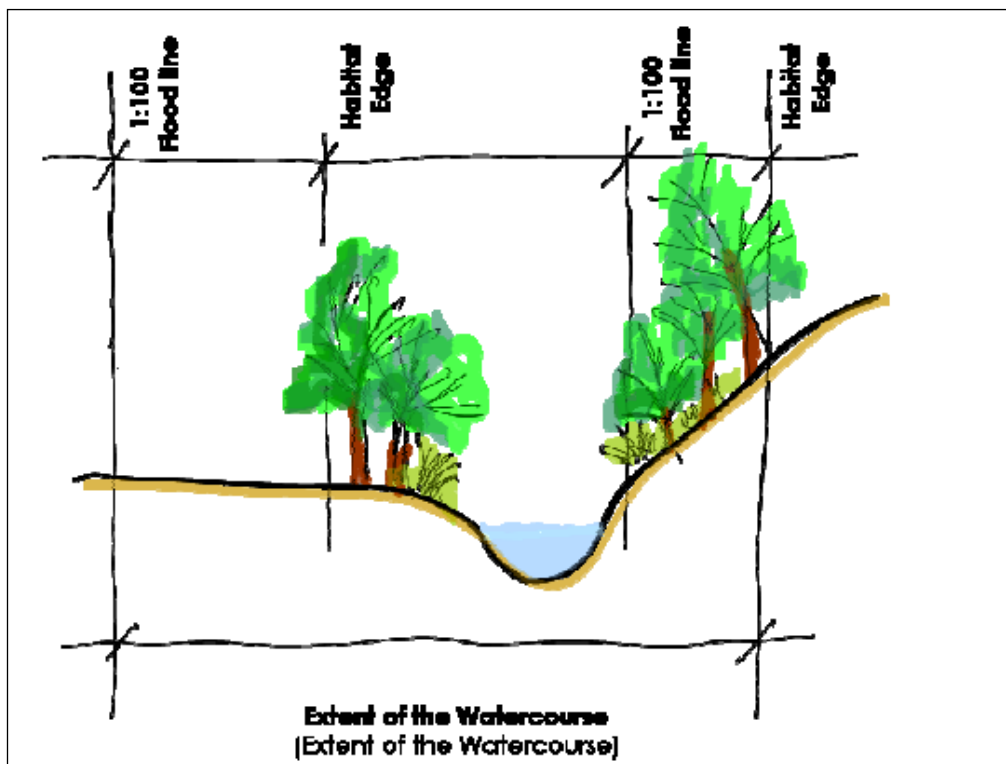 1:100
Flood line
Habitat
Edge
1:100
Flood line
Habitat
Edge
Extent of the Watercourse
(Extent of the Watercourse)